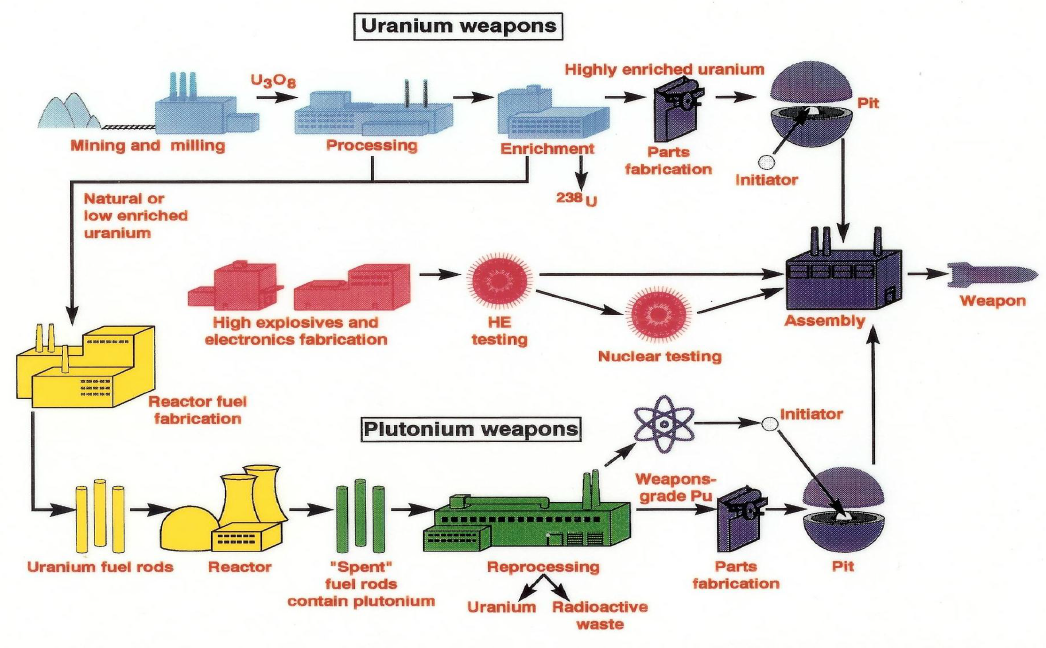 Uranium weapons
U₃O₈
Highly enriched uranium
Pit
Mining and milling
Processing
Enrichment
Parts
fabrication
Initiator
²³⁸U
Natural or
low enriched
uranium
High explosives and
electronics fabrication
HE
testing
Nuclear testing
Assembly
Weapon
Reactor fuel
fabrication
Plutonium weapons
Initiator
Weapons-
grade Pu
Uranium fuel rods
Reactor
"Spent"
fuel rods
contain plutonium
Reprocessing
Uranium
Radioactive
waste
Parts
fabrication
Pit